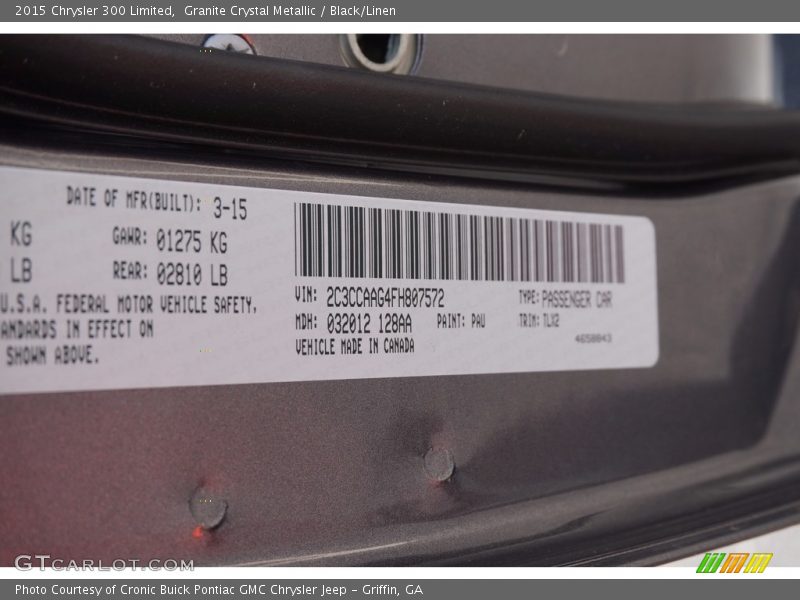 2015 Chrysler 300 Limited,  Granite Crystal Metallic / Black/Linen
DATE OF MFR(BUILT): 3-15
KG GAWR: 01275 KG
LB REAR: 02810 LB
U.S.A. FEDERAL MOTOR VEHICLE SAFETY,
ANDARDS IN EFFECT ON
SHOWN ABOVE.
VIN: 2C3CCAAG4FH807572 TYPE: PASSENGER CAR
MDH: 032012 128AA PAINT: PAU TRIM: TLX2
VEHICLE MADE IN CANADA 4658043
GTCARLOT.COM
Photo Courtesy of Cronic Buick Pontiac GMC Chrysler Jeep – Griffin, GA